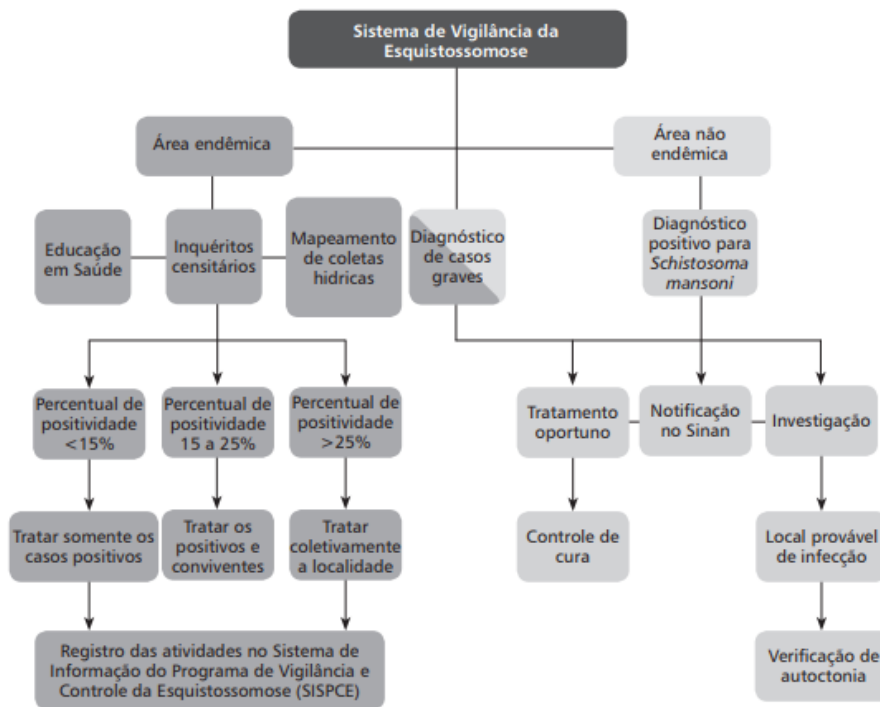 Sistema de Vigilância da
Esquistossomose
Área endêmica
Área não
endêmica
Educação
em Saúde
Inquéritos
censitários
Mapeamento
de coletas
hidricas
Diagnóstico
de casos
graves
Diagnóstico
positivo para
Schistosoma
mansoni
Percentual de
positividade
<15%
Percentual de
positividade
15 a 25%
Percentual de
positividade
>25%
Tratamento
oportuno
Notificação
no Sinan
Investigação
Tratar somente os
casos positivos
Tratar os
positivos e
conviventes
Tratar
coletivamente
a localidade
Controle de
cura
Local provável
de infecção
Registro das atividades no Sistema de
Informação do Programa de Vigilância e
Controle da Esquistossomose (SISPCE)
Verificação de
autoctonia